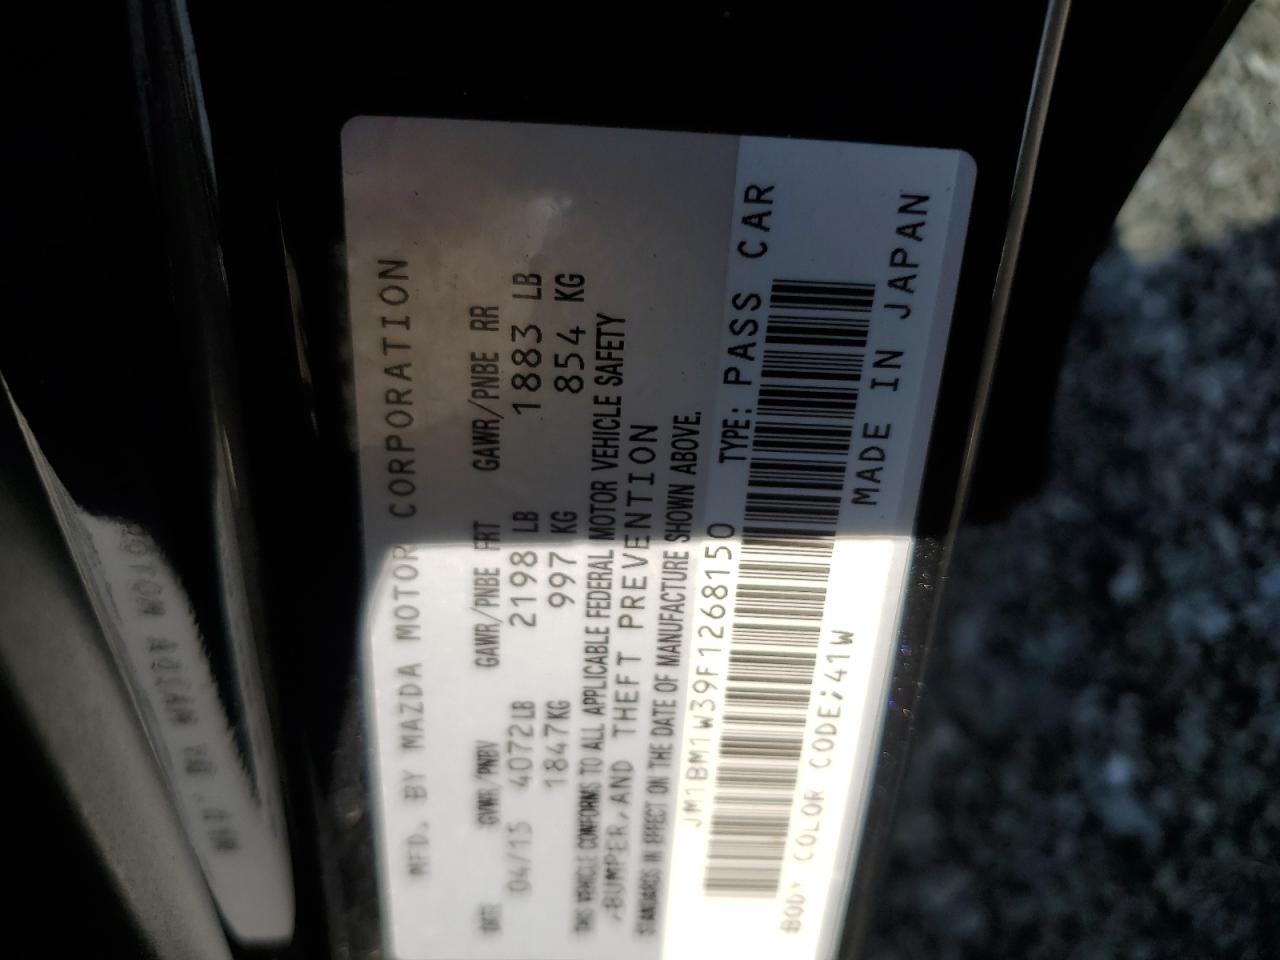 MFD. BY MAZDA MOTOR CORPORATION
DATE GVWR/PNBV GAWR/PNBE FRT GAWR/PNBE RR
04/15 4072LB 2198 LB 1883 LB
1847KG 997 KG 854 KG
THIS VEHICLE CONFORMS TO ALL APPLICABLE FEDERAL MOTOR VEHICLE SAFETY
,BUMPER,AND THEFT PREVENTION
STANDARDS IN EFFECT ON THE DATE OF MANUFACTURE SHOWN ABOVE.
JM1BM1W39F1268150 TYPE: PASS CAR
BODY COLOR CODE;41W MADE IN JAPAN